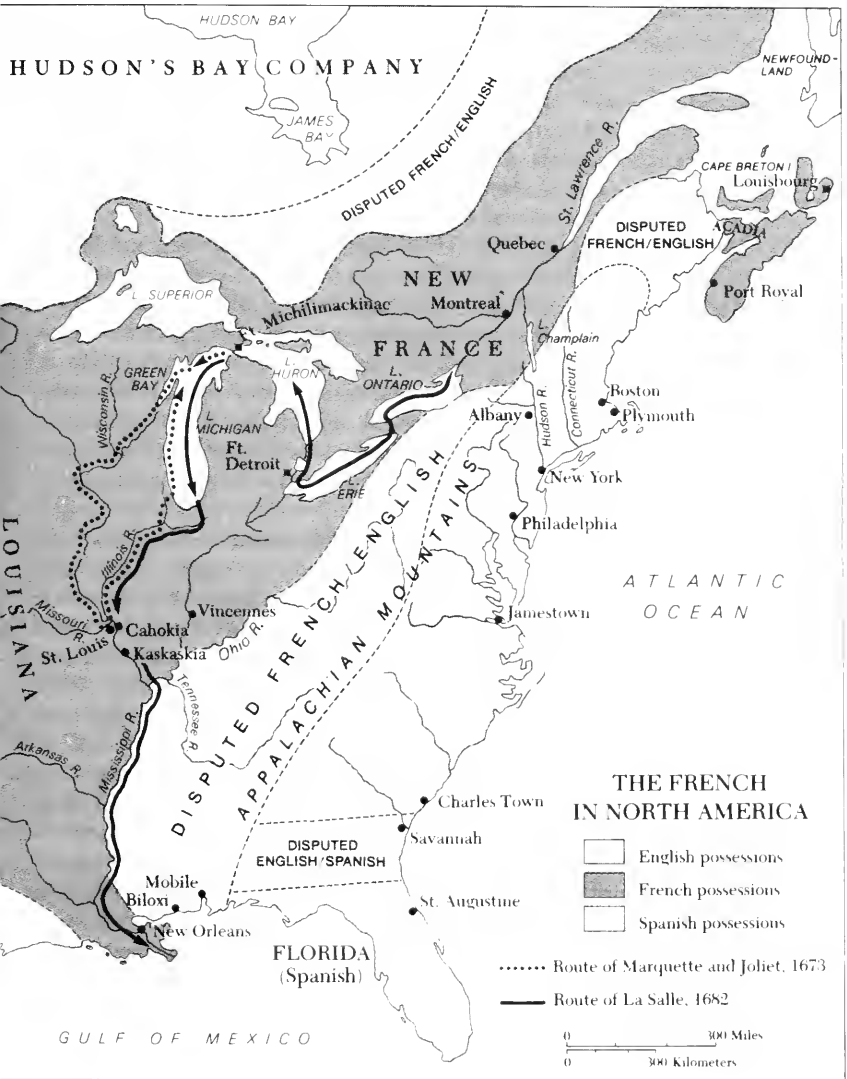 HUDSON BAY
HUDSON'S BAY COMPANY
NEWFOUND-
LAND
JAMES
BAY
DISPUTED FRENCH/ENGLISH
St. Lawrence R.
CAPE BRETON I
Louisbourg
DISPUTED
FRENCH/ENGLISH
ACADIA
Quebec
NEW
Montreal
Port Royal
L. SUPERIOR
Ft. Michilimackinac
FRANCE
L.
Champlain
GREEN
BAY
L.
HURON
L.
ONTARIO
Connecticut R.
Hudson R.
Boston
Plymouth
Albany
Wisconsin R.
L
MICHIGAN
Ft.
Detroit
L.
ERIE
New York
Philadelphia
LOUISIANA
Illinois R.
DISPUTED FRENCH/ENGLISH
APPALACHIAN MOUNTAINS
ATLANTIC
OCEAN
Missouri
R.
Vincennes
Jamestown
Cahokia
St. Louis
Kaskaskia
Ohio R.
Tennessee R
Mississippi R.
Arkansas R.
THE FRENCH
IN NORTH AMERICA
Charles Town
Savannah
DISPUTED
ENGLISH/SPANISH
English possessions
French possessions
Spanish possessions
Mobile
Biloxi
St. Augustine
New Orleans
FLORIDA
(Spanish)
Route of Marquette and Joliet, 1673
Route of La Salle, 1682
GULF OF MEXICO
0 300 Miles
0 300 Kilometers